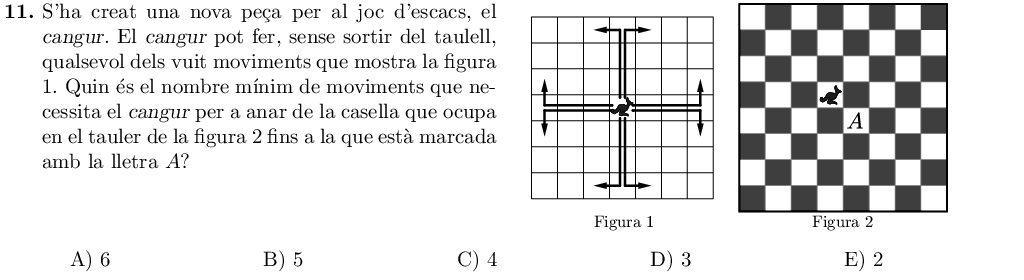 11. S'ha creat una nova peça per al joc d'escacs, el
cangur. El cangur pot fer, sense sortir del taulell,
qualsevol dels vuit moviments que mostra la figura
1. Quin és el nombre mínim de moviments que ne-
cessita el cangur per a anar de la casella que ocupa
en el tauler de la figura 2 fins a la que està marcada
amb la lletra A?
A
Figura 1
Figura 2
A) 6 B) 5 C) 4 D) 3 E) 2